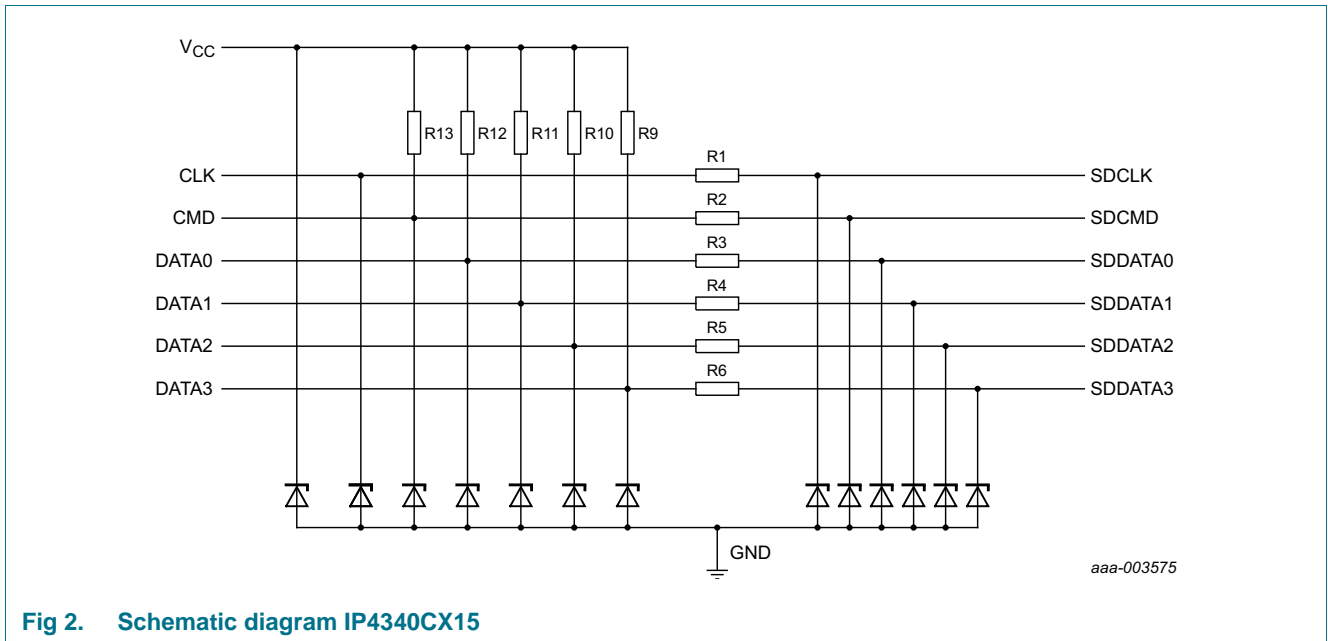 VCC
R13 R12 R11 R10 R9
CLK R1 SDCLK
CMD R2 SDCMD
DATA0 R3 SDDATA0
DATA1 R4 SDDATA1
DATA2 R5 SDDATA2
DATA3 R6 SDDATA3
GND
aaa-003575
Fig 2. Schematic diagram IP4340CX15